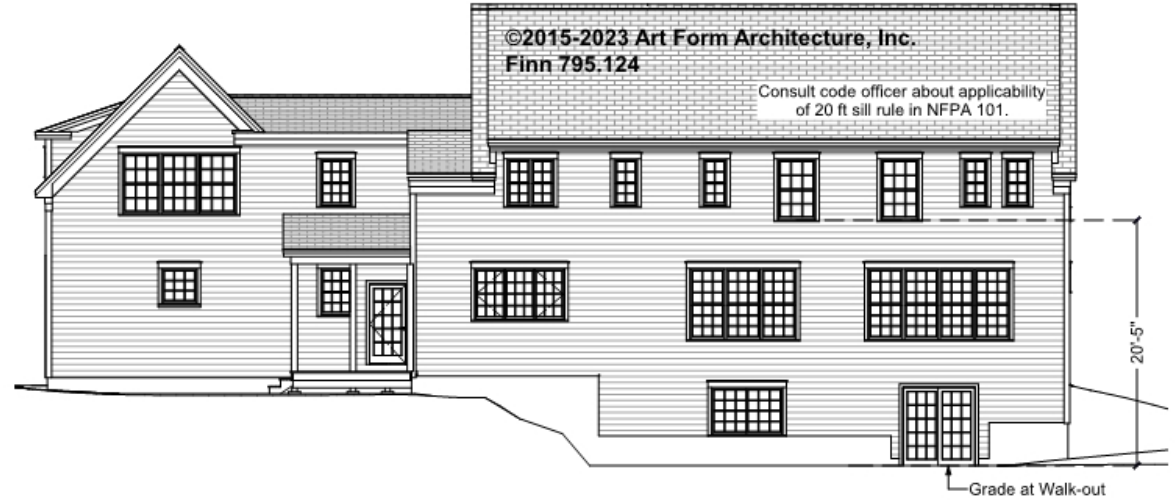 ©2015-2023 Art Form Architecture, Inc.
Finn 795.124
Consult code officer about applicability
of 20 ft sill rule in NFPA 101.
20'-5"
Grade at Walk-out